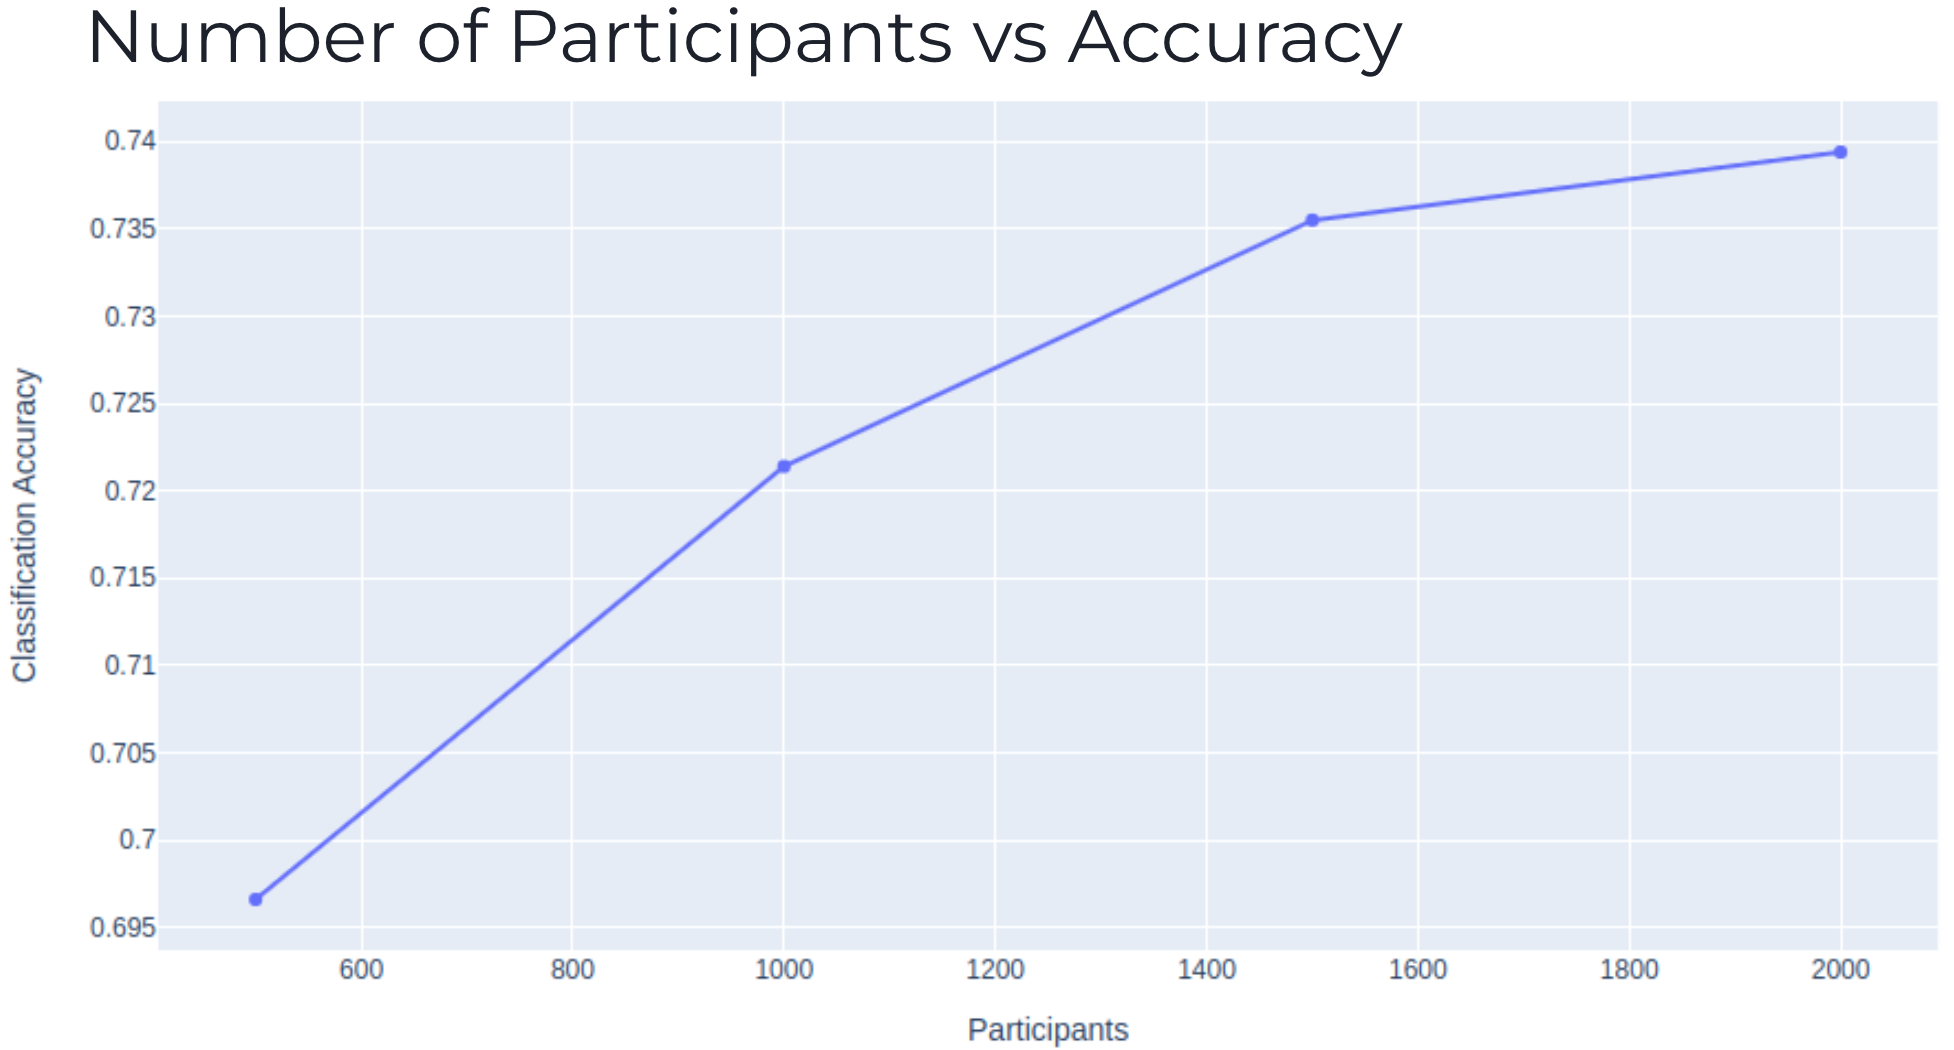 Number of Participants vs Accuracy
0.74
0.735
0.73
0.725
0.72
0.715
0.71
0.705
0.7
0.695
Classification Accuracy
600 800 1000 1200 1400 1600 1800 2000
Participants